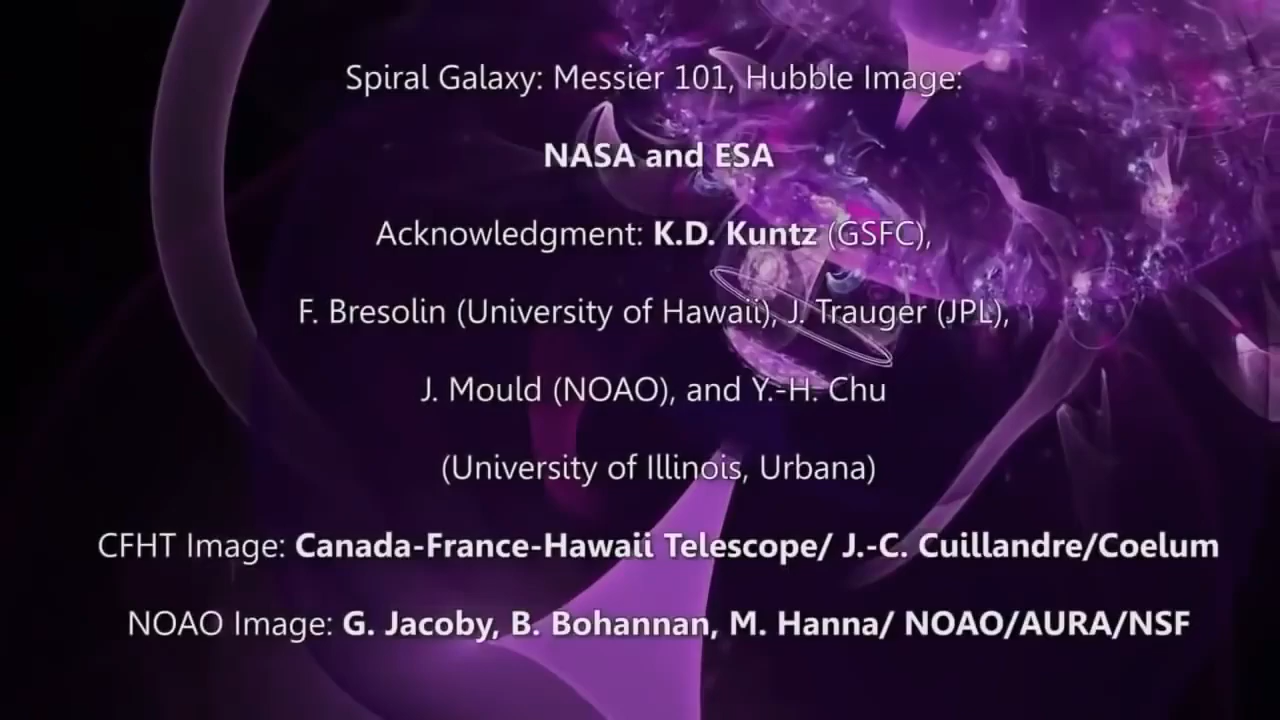 Spiral Galaxy: Messier 101, Hubble Image:
NASA and ESA
Acknowledgment: K.D. Kuntz (GSFC),
F. Bresolin (University of Hawaii), J. Trauger (JPL),
J. Mould (NOAO), and Y.-H. Chu
(University of Illinois, Urbana)
CFHT Image: Canada-France-Hawaii Telescope/ J.-C. Cuillandre/Coelum
NOAO Image: G. Jacoby, B. Bohannan, M. Hanna/ NOAO/AURA/NSF